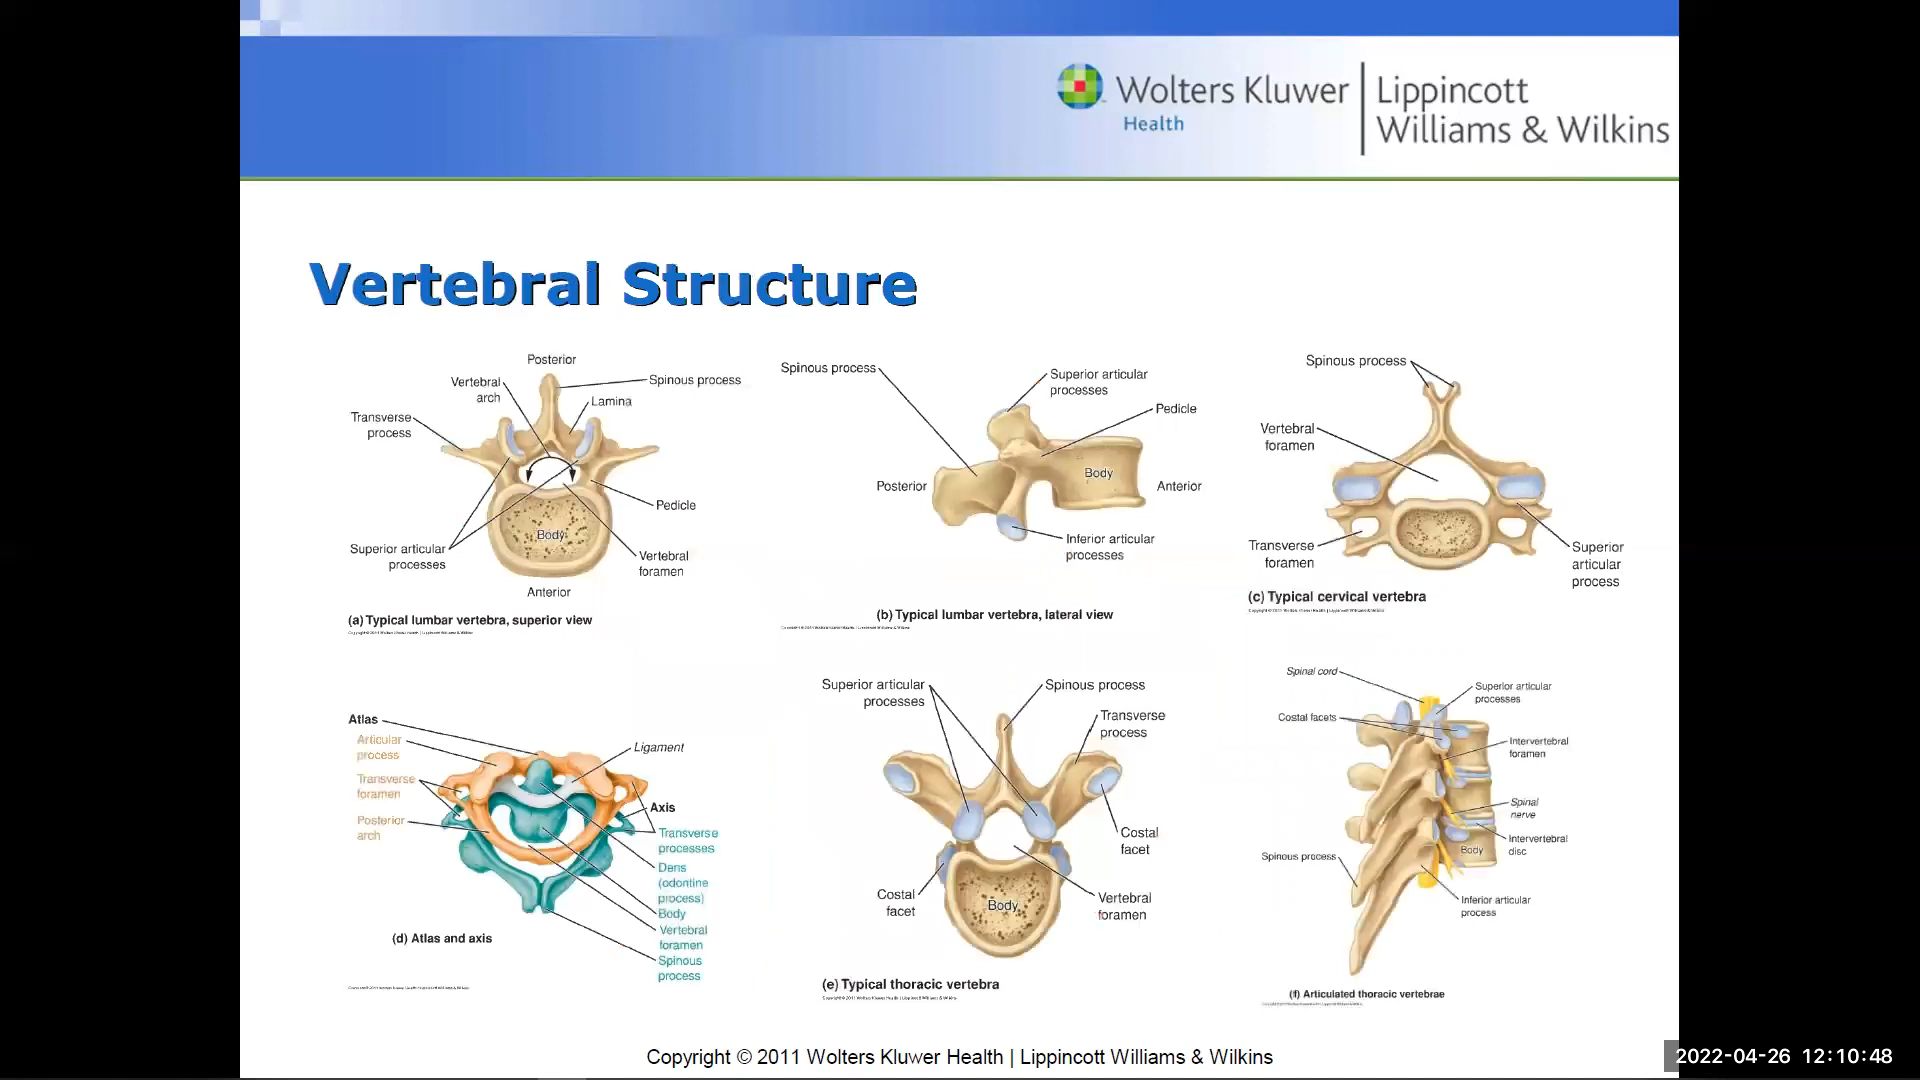 Wolters Kluwer
Health
Lippincott
Williams & Wilkins
Vertebral Structure
Posterior
Vertebral
arch
Spinous process
Lamina
Transverse
process
Pedicle
Body
Superior articular
processes
Vertebral
foramen
Anterior
(a) Typical lumbar vertebra, superior view
Spinous process
Superior articular
processes
Pedicle
Body
Posterior
Anterior
Inferior articular
processes
(b) Typical lumbar vertebra, lateral view
Spinous process
Vertebral
foramen
Transverse
foramen
Superior
articular
process
(c) Typical cervical vertebra
Atlas
Articular
process
Ligament
Transverse
foramen
Axis
Posterior
arch
Transverse
processes
Dens
(odontine
process)
Body
Vertebral
foramen
Spinous
process
(d) Atlas and axis
Superior articular
processes
Spinous process
Transverse
process
Costal
facet
Costal
facet
Body
Vertebral
foramen
(e) Typical thoracic vertebra
Spinal cord
Superior articular
processes
Costal facets
Intervertebral
foramen
Spinal
nerve
Intervertebral
disc
Body
Spinous process
Inferior articular
process
(f) Articulated thoracic vertebrae
Copyright © 2011 Wolters Kluwer Health | Lippincott Williams & Wilkins
2022-04-26 12:10:48